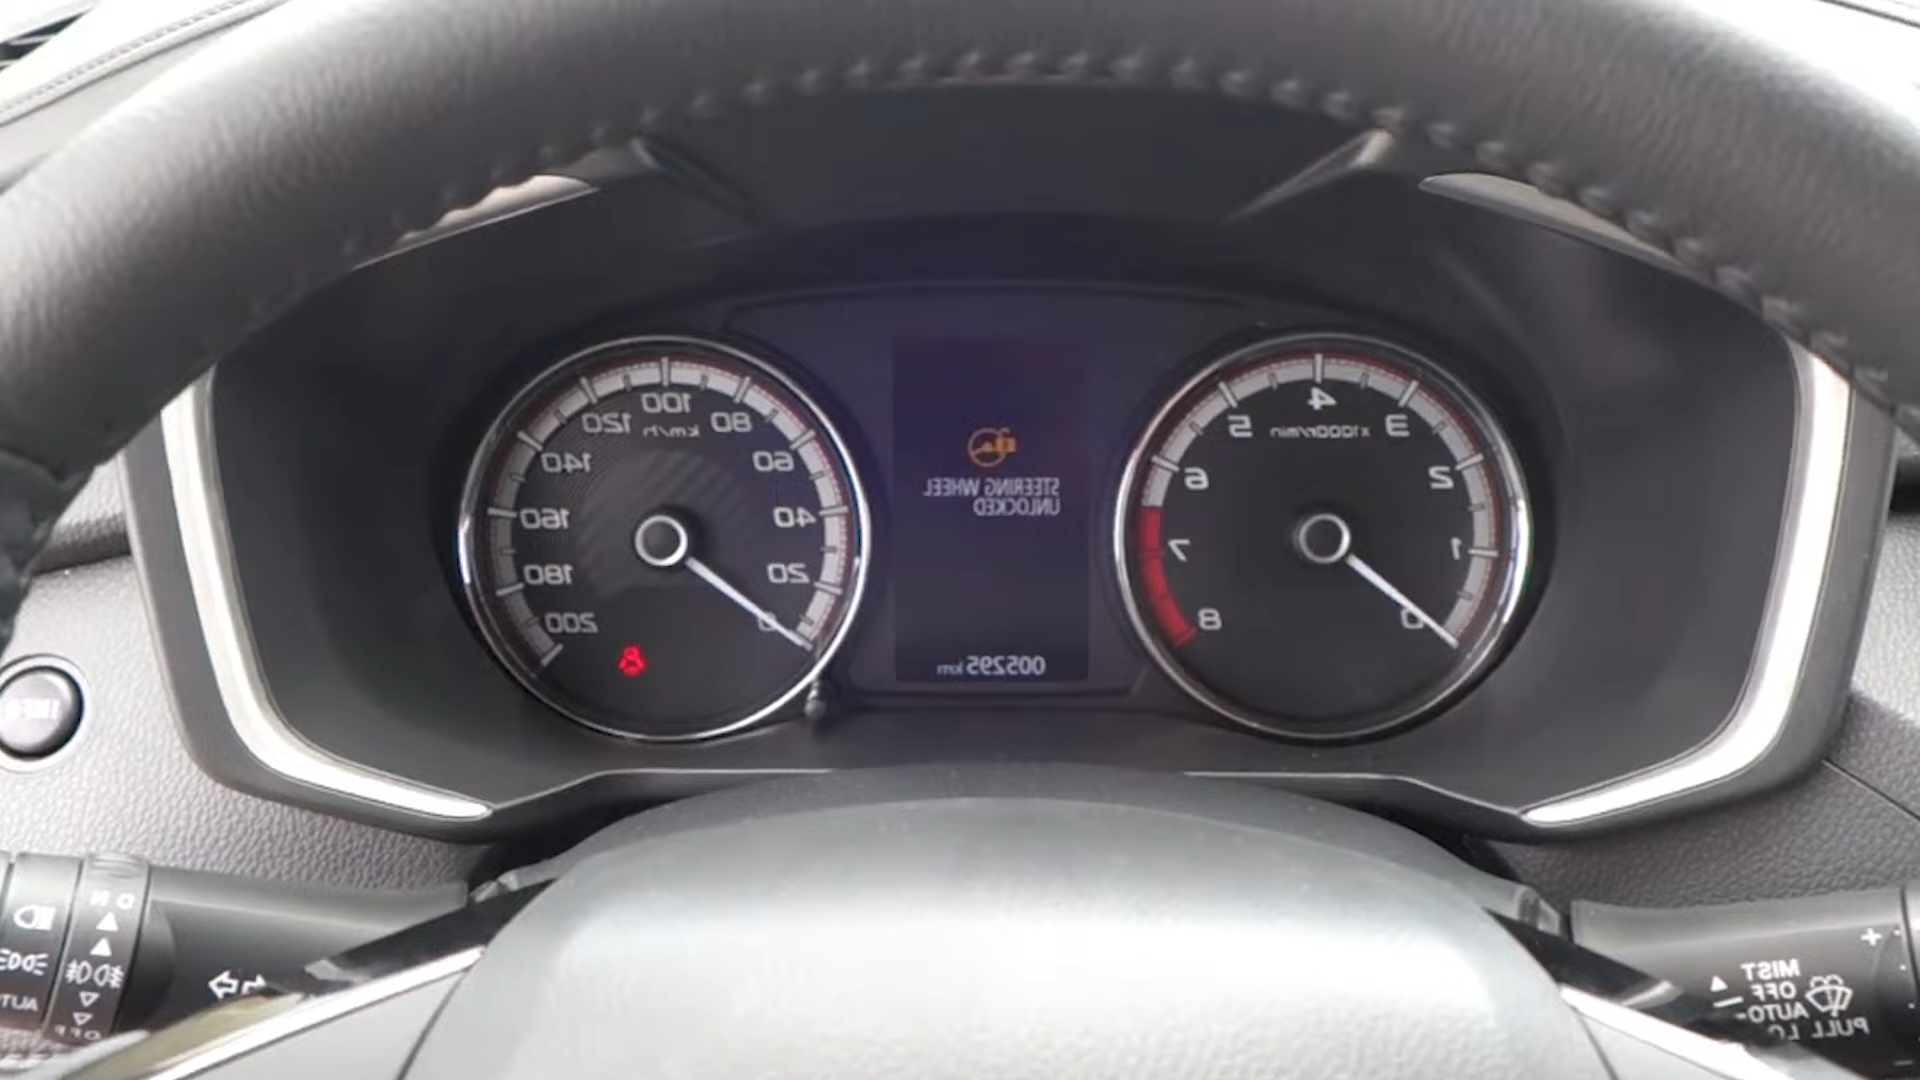 100
120
80
km/h
140
60
160
40
180
20
200
0
STEERING WHEEL
UNLOCKED
005295 km
4
3
5
x1000r/min
2
6
1
7
0
8
MIST
OFF
AUTO
PULL